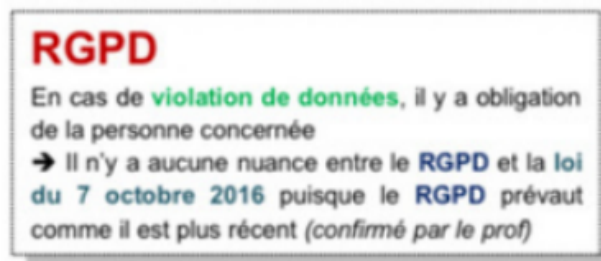 RGPD
En cas de violation de données, il y a obligation
de la personne concernée
➔ Il n'y a aucune nuance entre le RGPD et la loi
du 7 octobre 2016 puisque le RGPD prévaut
comme il est plus récent (confirmé par le prof)